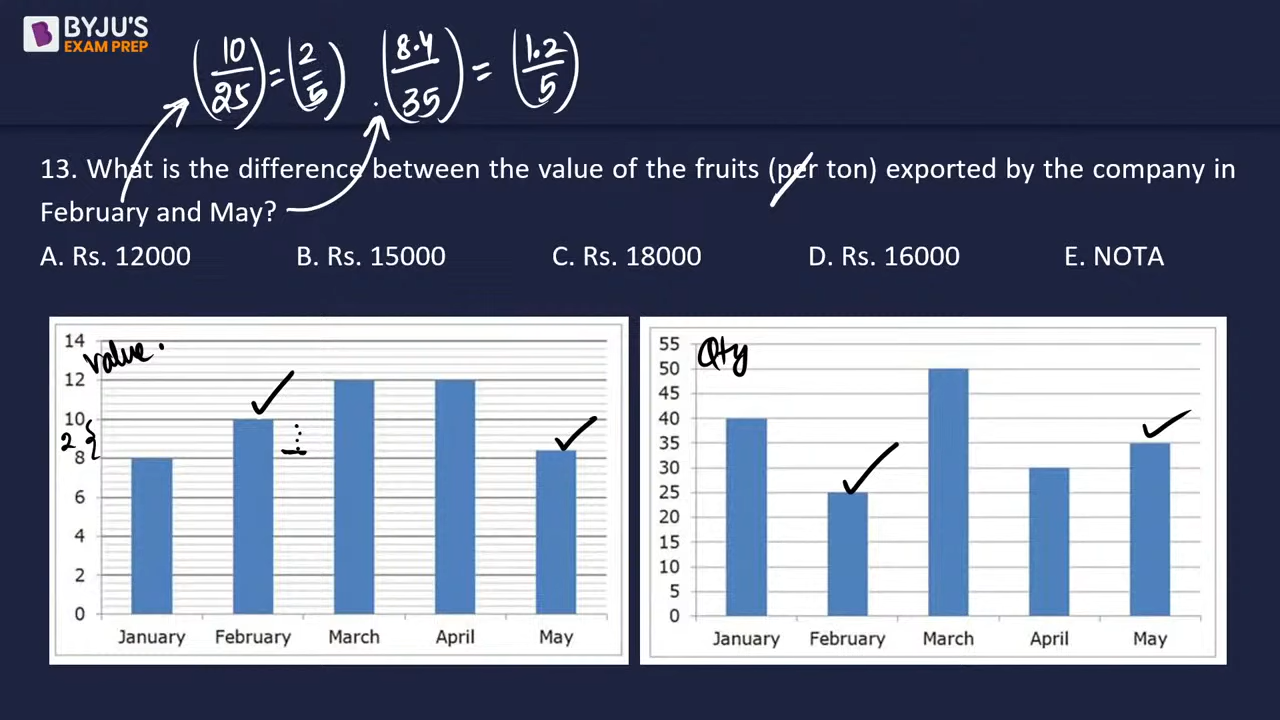 BYJU'S
EXAM PREP
(10/25) = (2/5) (8.4/35) = (1.2/5)
13. What is the difference between the value of the fruits (per ton) exported by the company in
February and May?
A. Rs. 12000 B. Rs. 15000 C. Rs. 18000 D. Rs. 16000 E. NOTA
value.
14
12
10
2 {
8
6
4
2
0
January February March April May
Qty
55
50
45
40
35
30
25
20
15
10
5
0
January February March April May